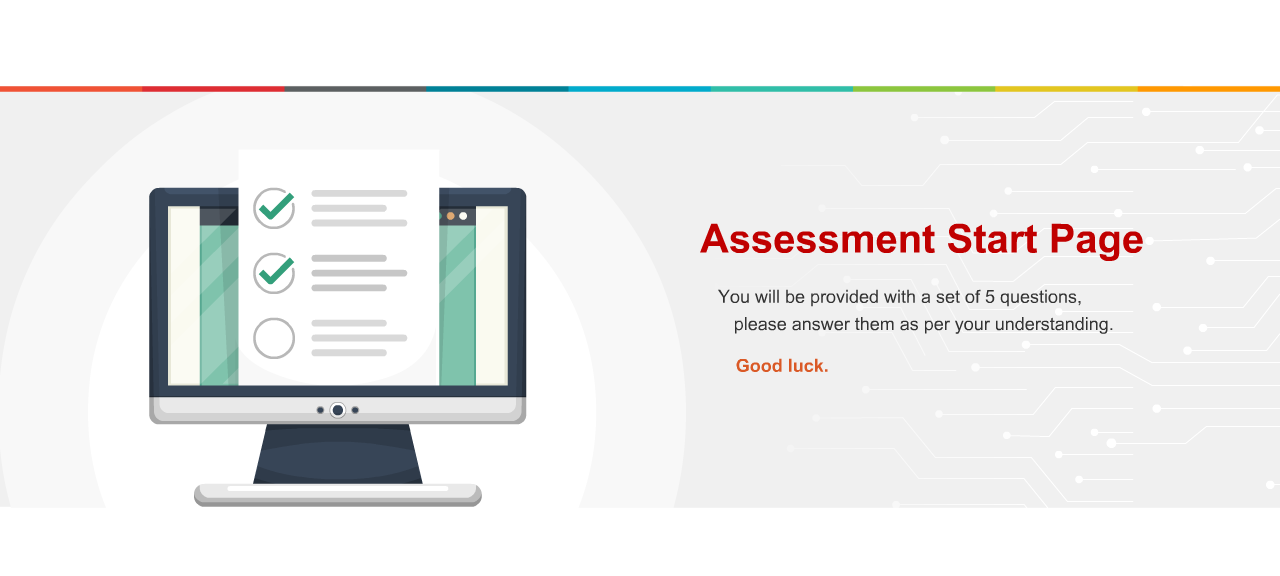 Assessment Start Page
You will be provided with a set of 5 questions,
please answer them as per your understanding.
Good luck.